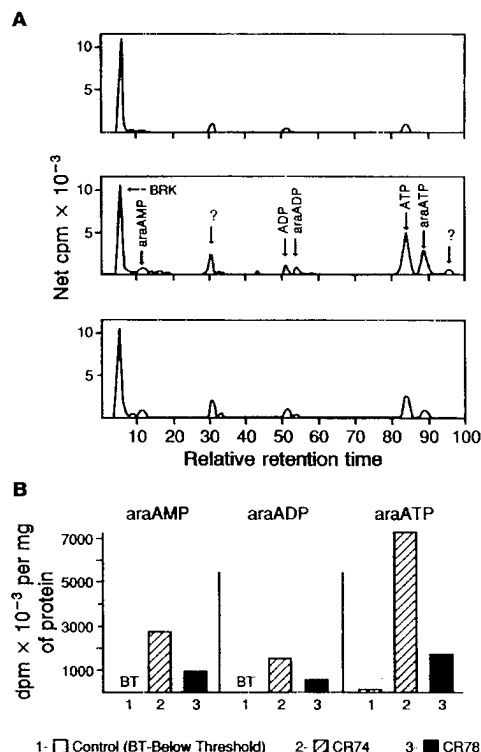 A
10
5
10
5
BRK
araAMP
?
ADP
araADP
ATP
araATP
?
10
5
Net cpm × 10⁻³
10 20 30 40 50 60 70 80 90 100
Relative retention time
B
araAMP araADP araATP
7000
5000
3000
1000
dpm × 10⁻³ per mg
of protein
BT BT
1 2 3 1 2 3 1 2 3
1- Control (BT-Below Threshold) 2- CR74 3- CR78